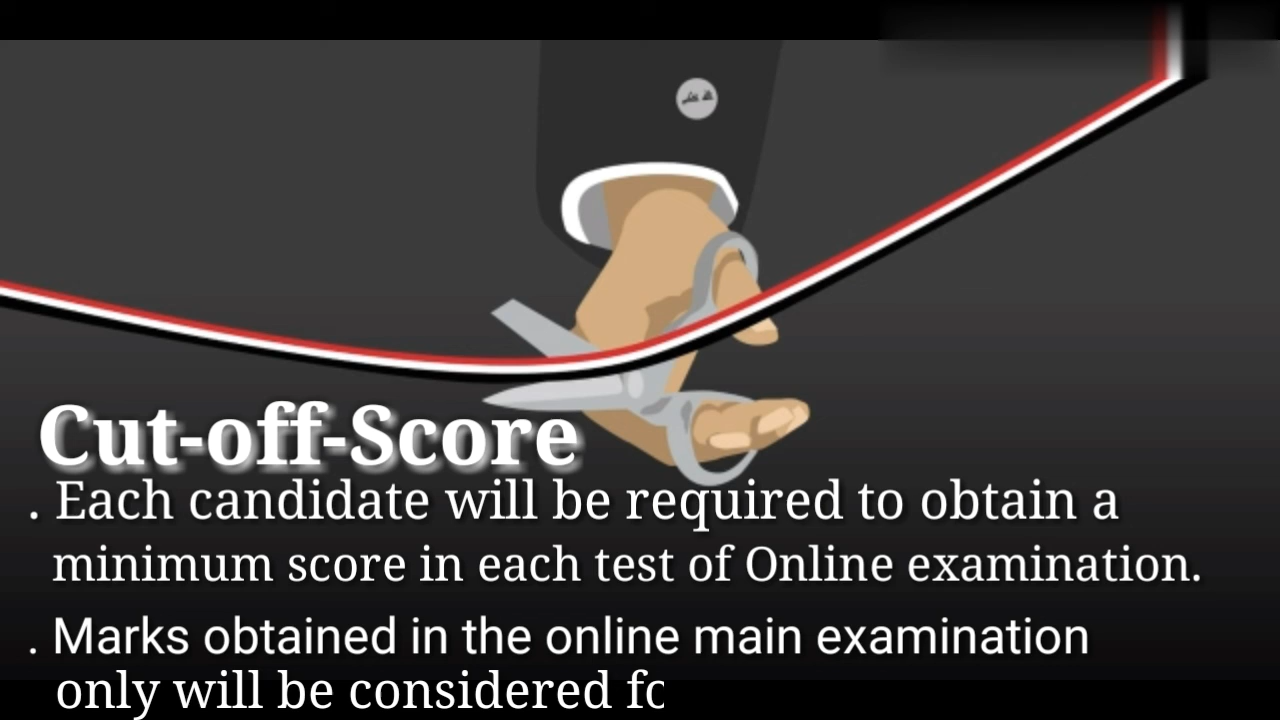 Cut-off-Score
. Each candidate will be required to obtain a
minimum score in each test of Online examination.
. Marks obtained in the online main examination
only will be considered